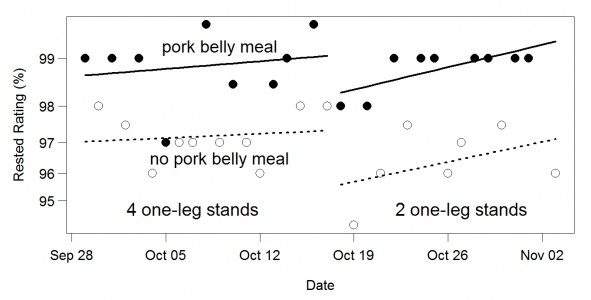 pork belly meal
no pork belly meal
4 one-leg stands
2 one-leg stands
Rested Rating (%)
99
98
97
96
95
Sep 28 Oct 05 Oct 12 Oct 19 Oct 26 Nov 02
Date